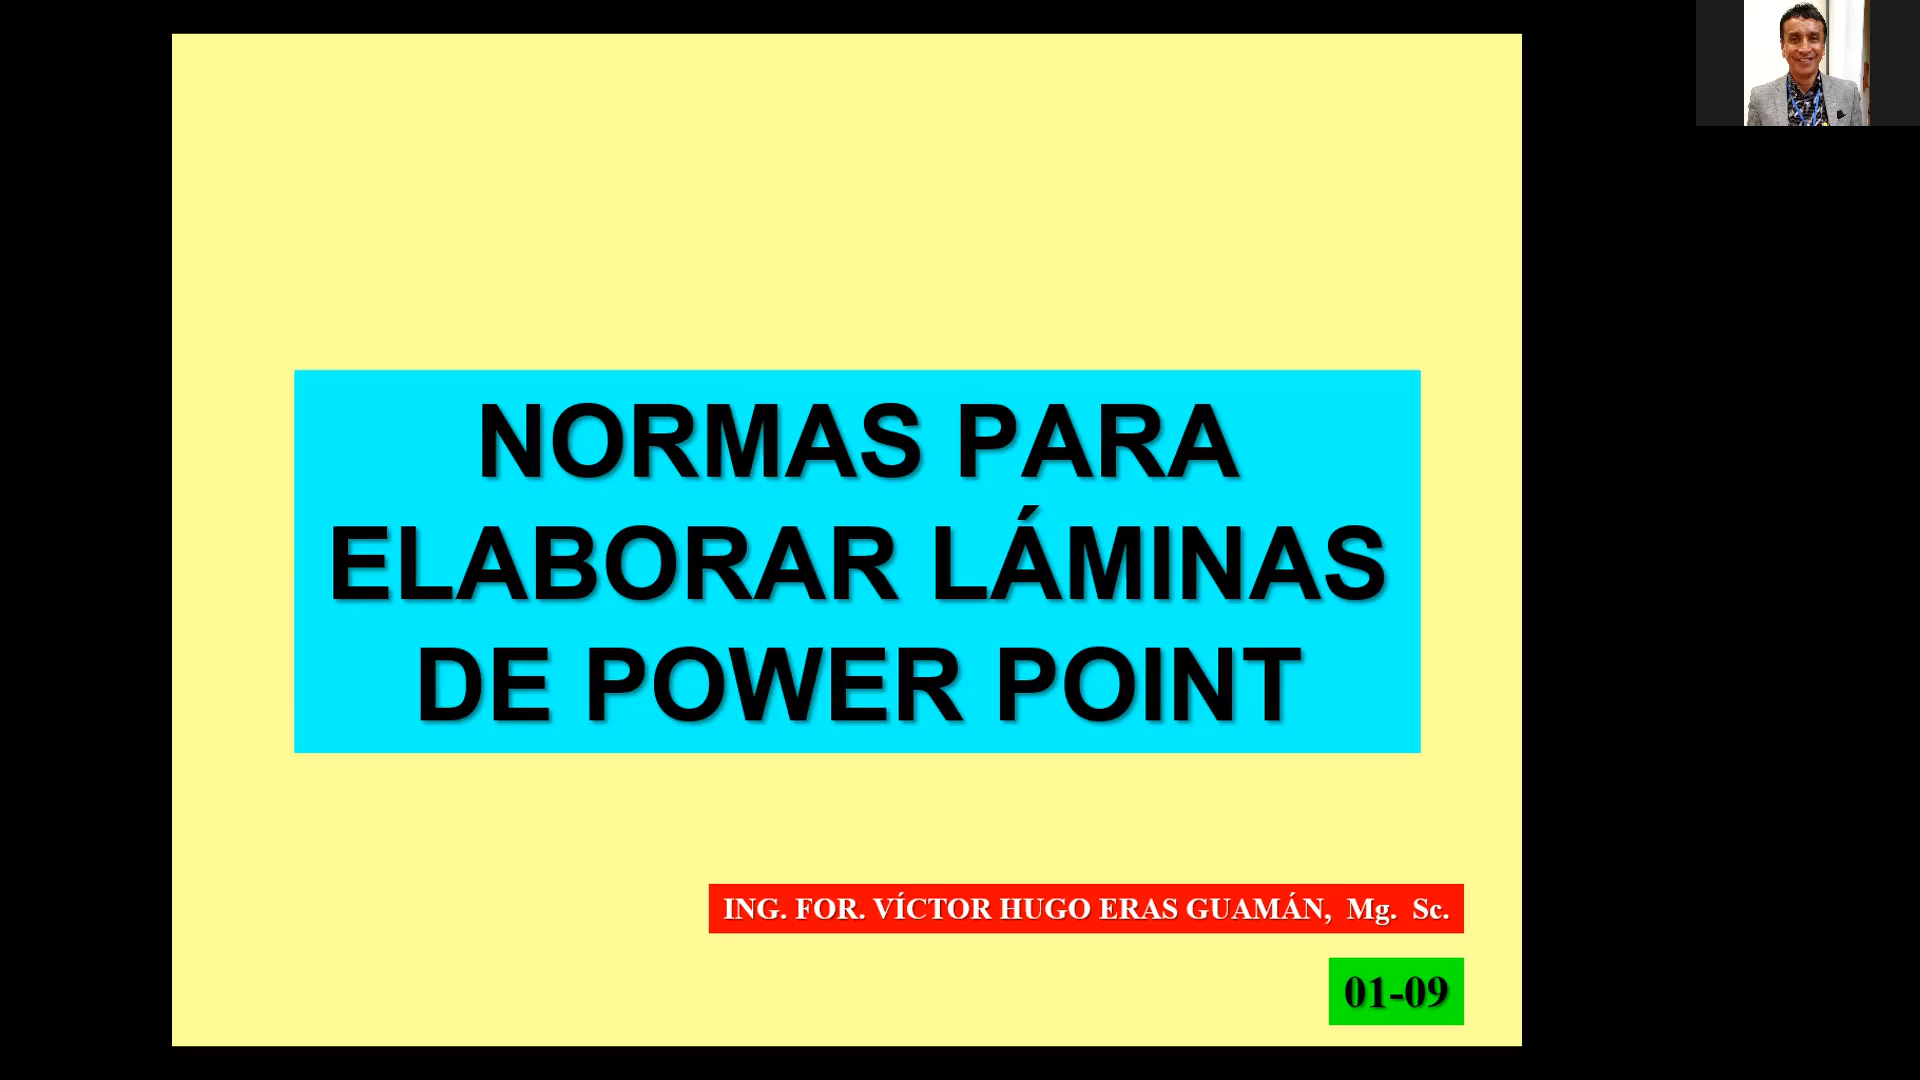 NORMAS PARA
ELABORAR LÁMINAS
DE POWER POINT
ING. FOR. VÍCTOR HUGO ERAS GUAMÁN, Mg. Sc.
01-09